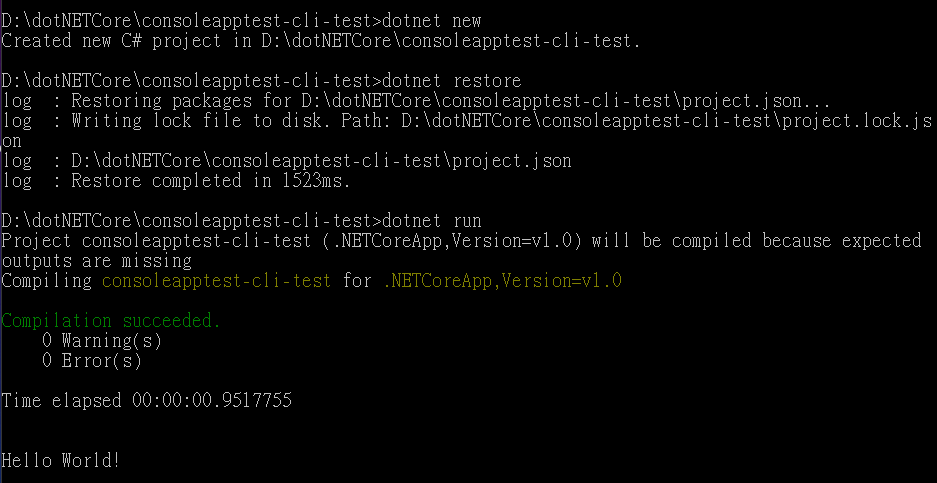 D:\dotNETCore\consoleapptest-cli-test>dotnet new
Created new C# project in D:\dotNETCore\consoleapptest-cli-test.
D:\dotNETCore\consoleapptest-cli-test>dotnet restore
log  : Restoring packages for D:\dotNETCore\consoleapptest-cli-test\project.json...
log  : Writing lock file to disk. Path: D:\dotNETCore\consoleapptest-cli-test\project.lock.js
on
log  : D:\dotNETCore\consoleapptest-cli-test\project.json
log  : Restore completed in 1523ms.
D:\dotNETCore\consoleapptest-cli-test>dotnet run
Project consoleapptest-cli-test (.NETCoreApp,Version=v1.0) will be compiled because expected
outputs are missing
Compiling consoleapptest-cli-test for .NETCoreApp,Version=v1.0
Compilation succeeded.
    0 Warning(s)
    0 Error(s)
Time elapsed 00:00:00.9517755
Hello World!